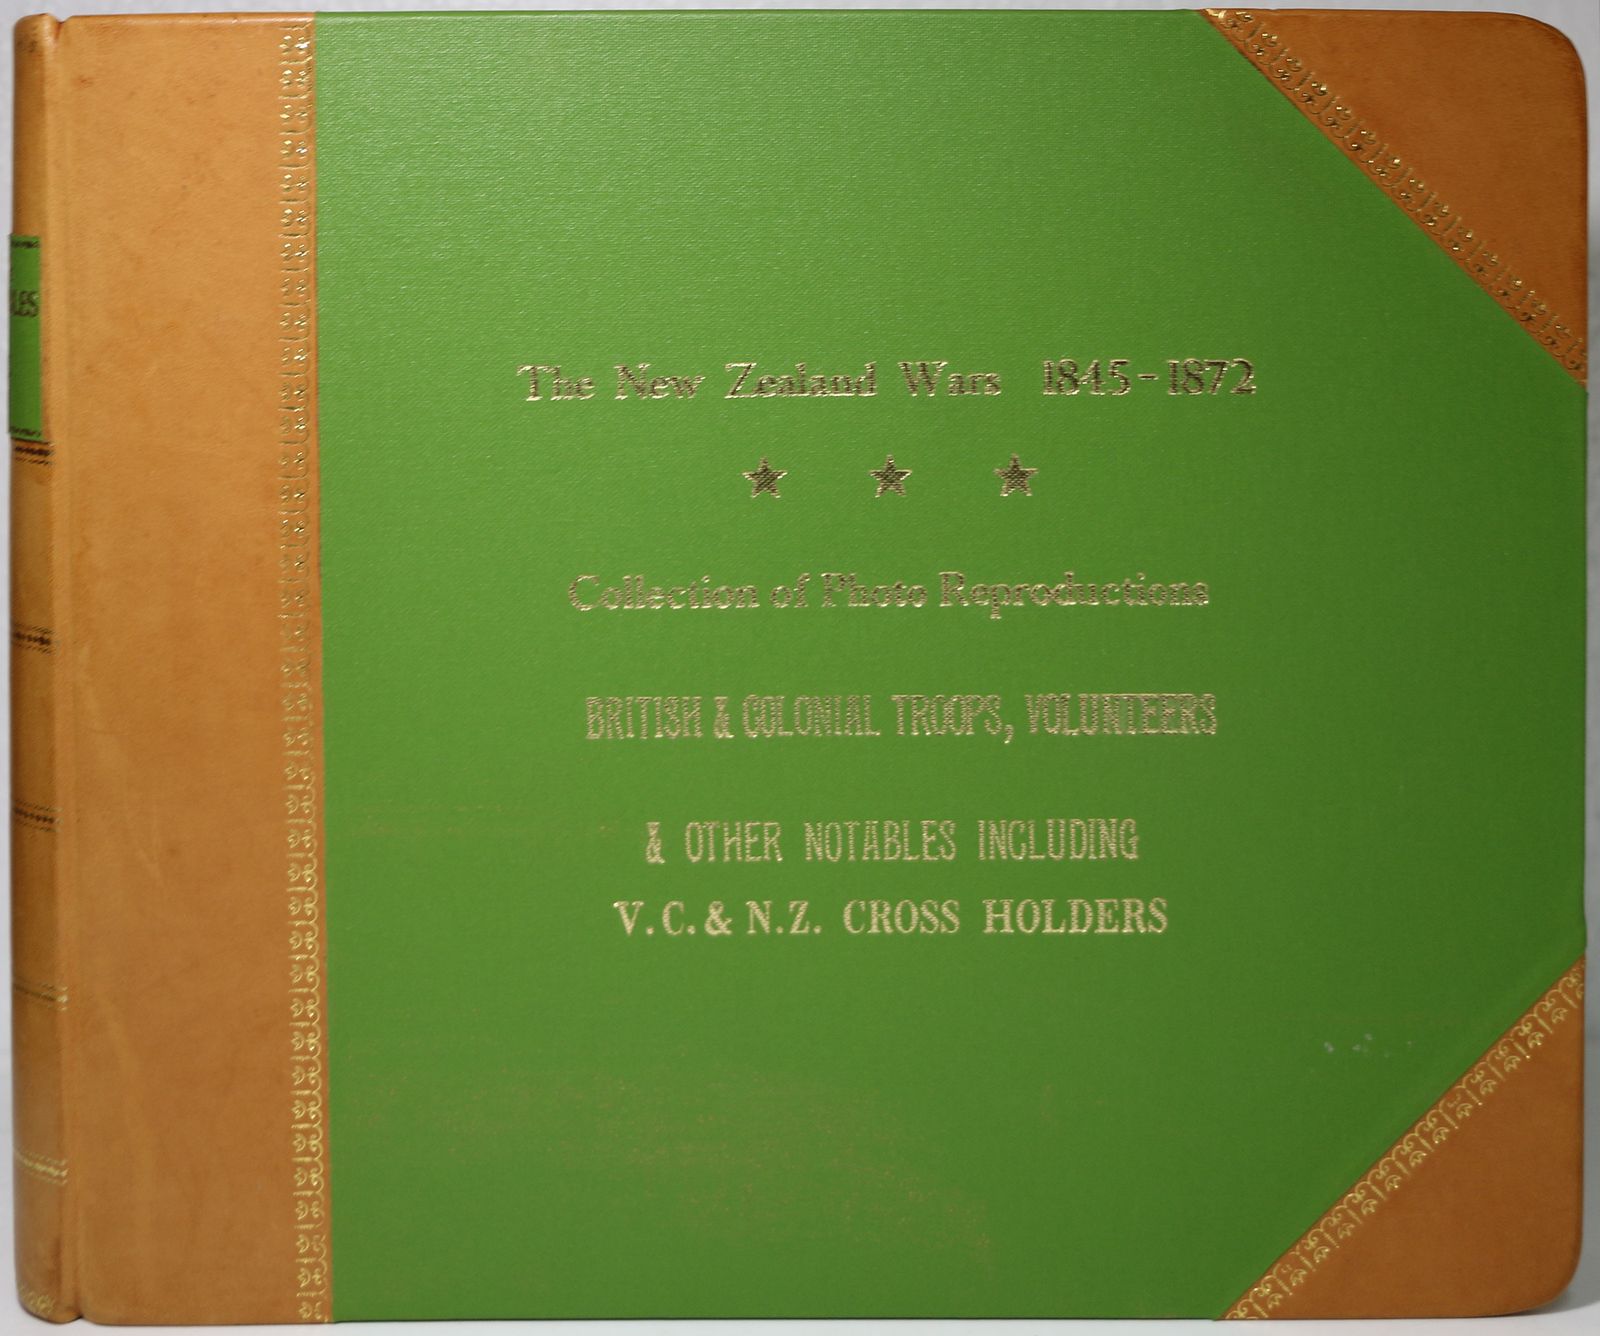 The New Zealand Wars 1845-1872
Collection of Photo Reproductions
BRITISH & COLONIAL TROOPS, VOLUNTEERS
& OTHER NOTABLES INCLUDING
V.C. & N.Z. CROSS HOLDERS